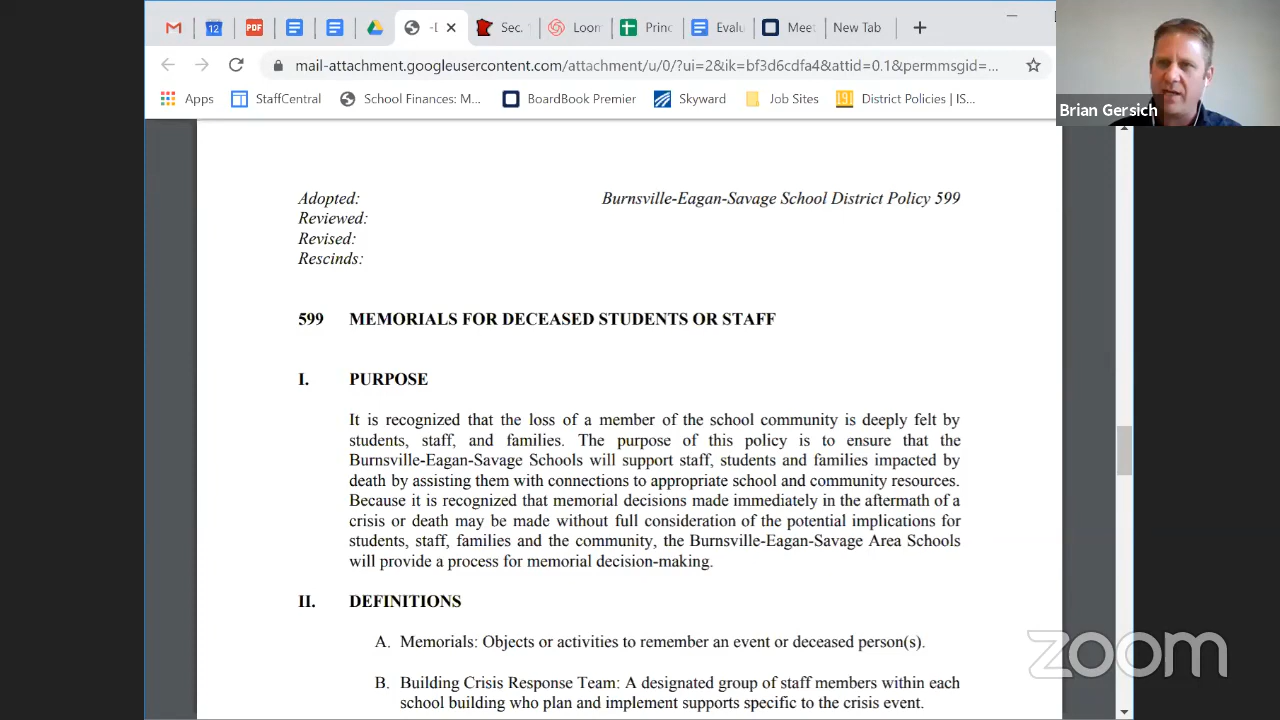 12
PDF
-[
Sec.
Loom
Princ
Evalu
Meet
New Tab
mail-attachment.googleusercontent.com/attachment/u/0/?ui=2&ik=bf3d6cdfa4&attid=0.1&permmsgid=...
Apps
StaffCentral
School Finances: M...
BoardBook Premier
Skyward
Job Sites
191
District Policies | IS...
Brian Gersich
Adopted: Burnsville-Eagan-Savage School District Policy 599
Reviewed:
Revised:
Rescinds:
599 MEMORIALS FOR DECEASED STUDENTS OR STAFF
I. PURPOSE
It is recognized that the loss of a member of the school community is deeply felt by
students, staff, and families. The purpose of this policy is to ensure that the
Burnsville-Eagan-Savage Schools will support staff, students and families impacted by
death by assisting them with connections to appropriate school and community resources.
Because it is recognized that memorial decisions made immediately in the aftermath of a
crisis or death may be made without full consideration of the potential implications for
students, staff, families and the community, the Burnsville-Eagan-Savage Area Schools
will provide a process for memorial decision-making.
II. DEFINITIONS
A. Memorials: Objects or activities to remember an event or deceased person(s).
B. Building Crisis Response Team: A designated group of staff members within each
school building who plan and implement supports specific to the crisis event.
zoom